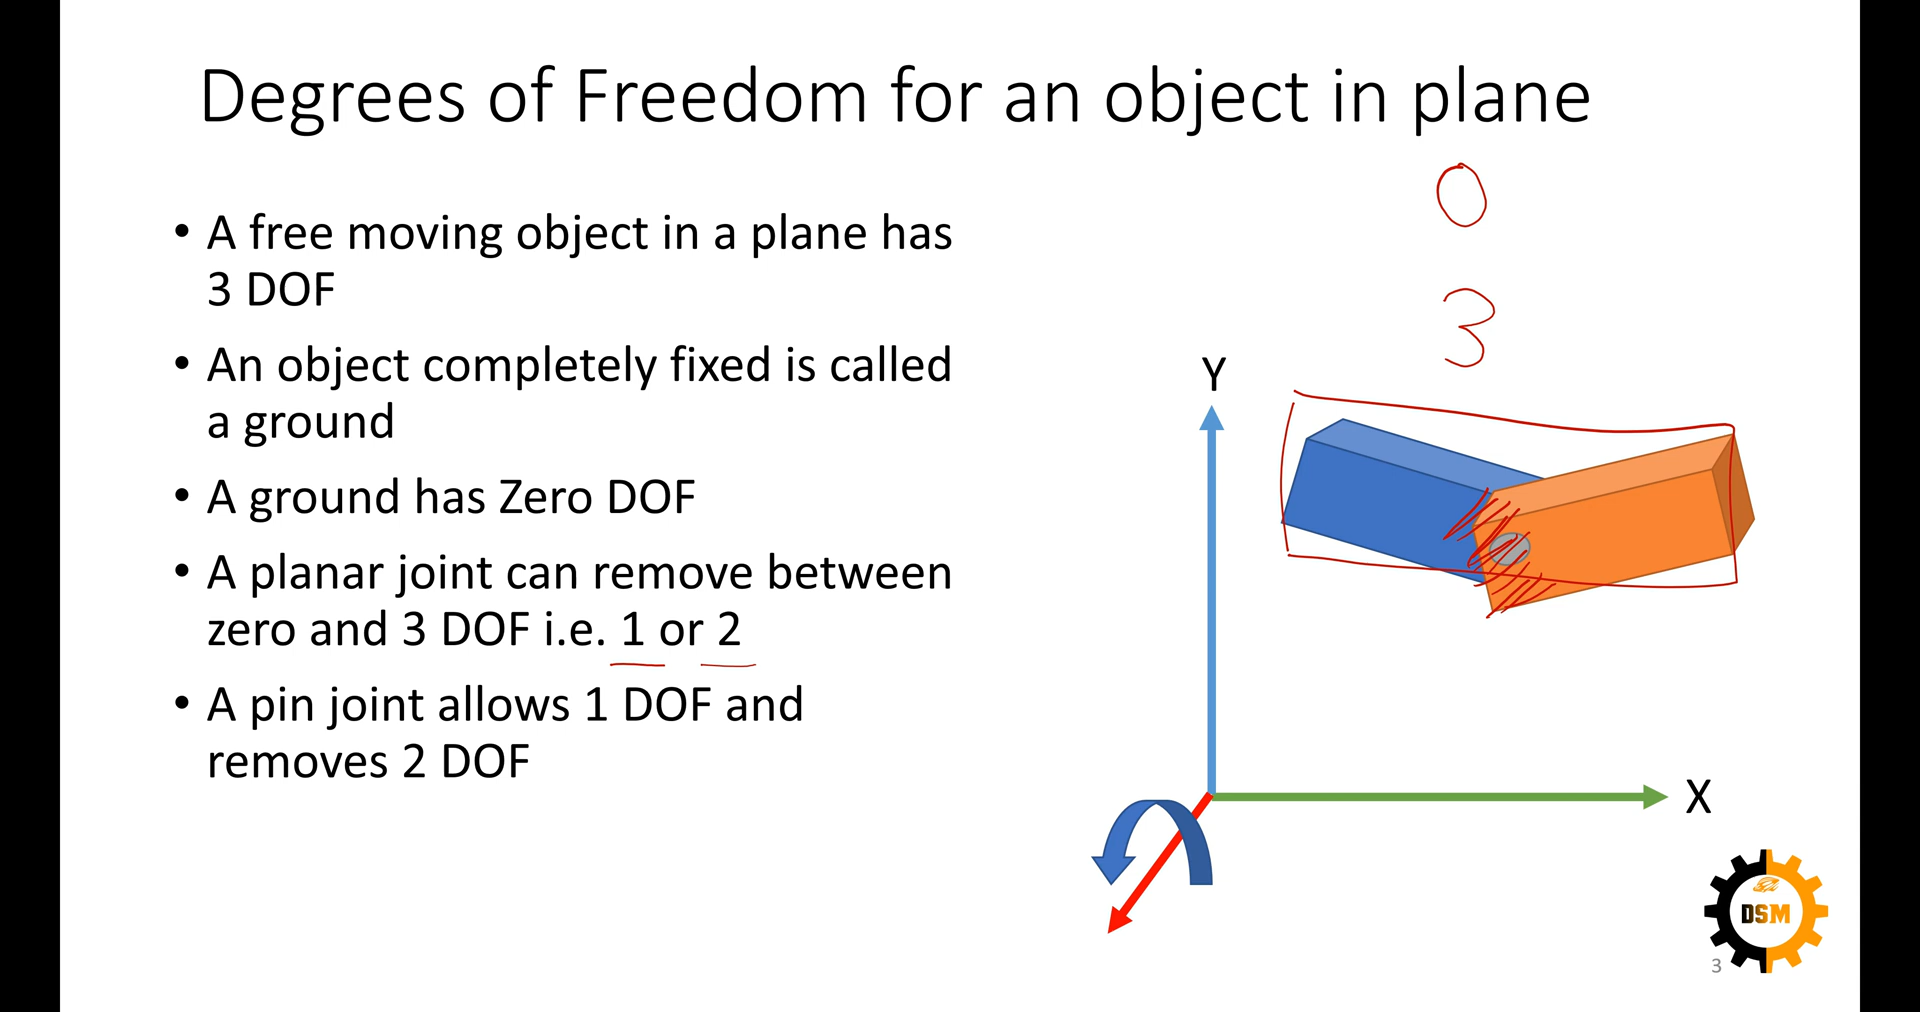 Degrees of Freedom for an object in plane
• A free moving object in a plane has
3 DOF
• An object completely fixed is called
a ground
• A ground has Zero DOF
• A planar joint can remove between
zero and 3 DOF i.e. 1 or 2
• A pin joint allows 1 DOF and
removes 2 DOF
0
3
Y
X
DSM
3